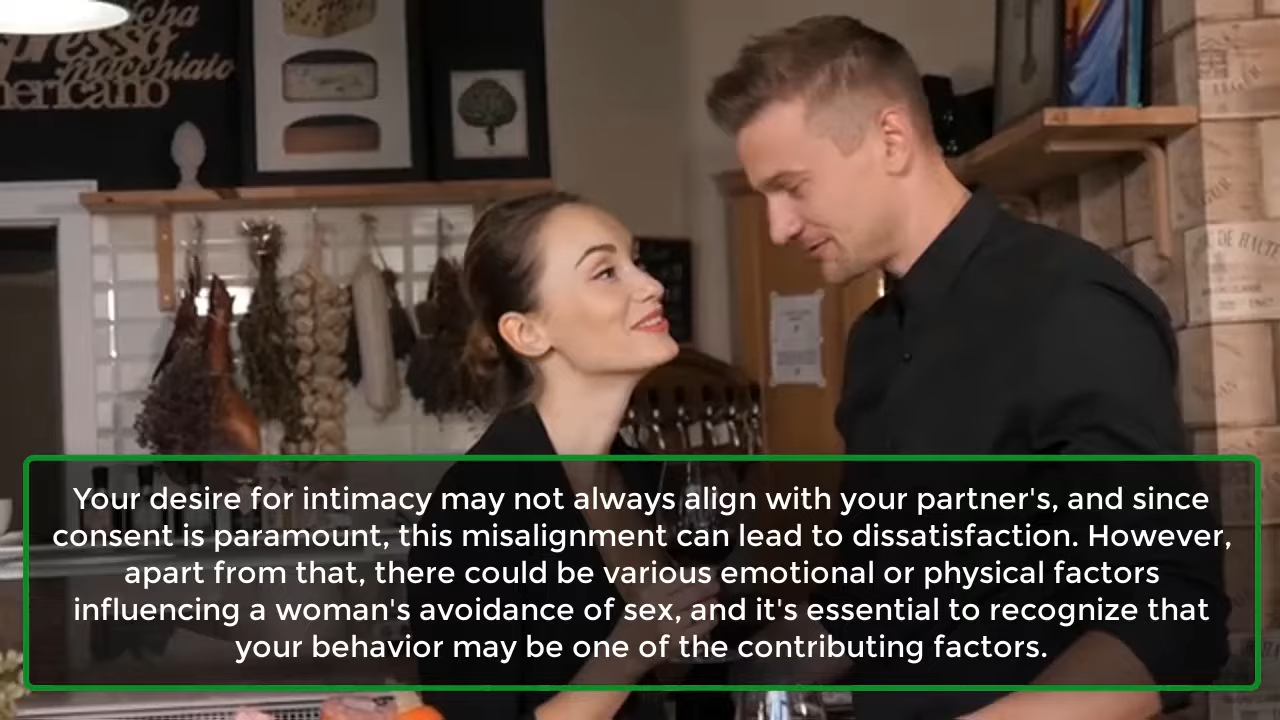 espresso
macchiato
Your desire for intimacy may not always align with your partner's, and since
consent is paramount, this misalignment can lead to dissatisfaction. However,
apart from that, there could be various emotional or physical factors
influencing a woman's avoidance of sex, and it's essential to recognize that
your behavior may be one of the contributing factors.